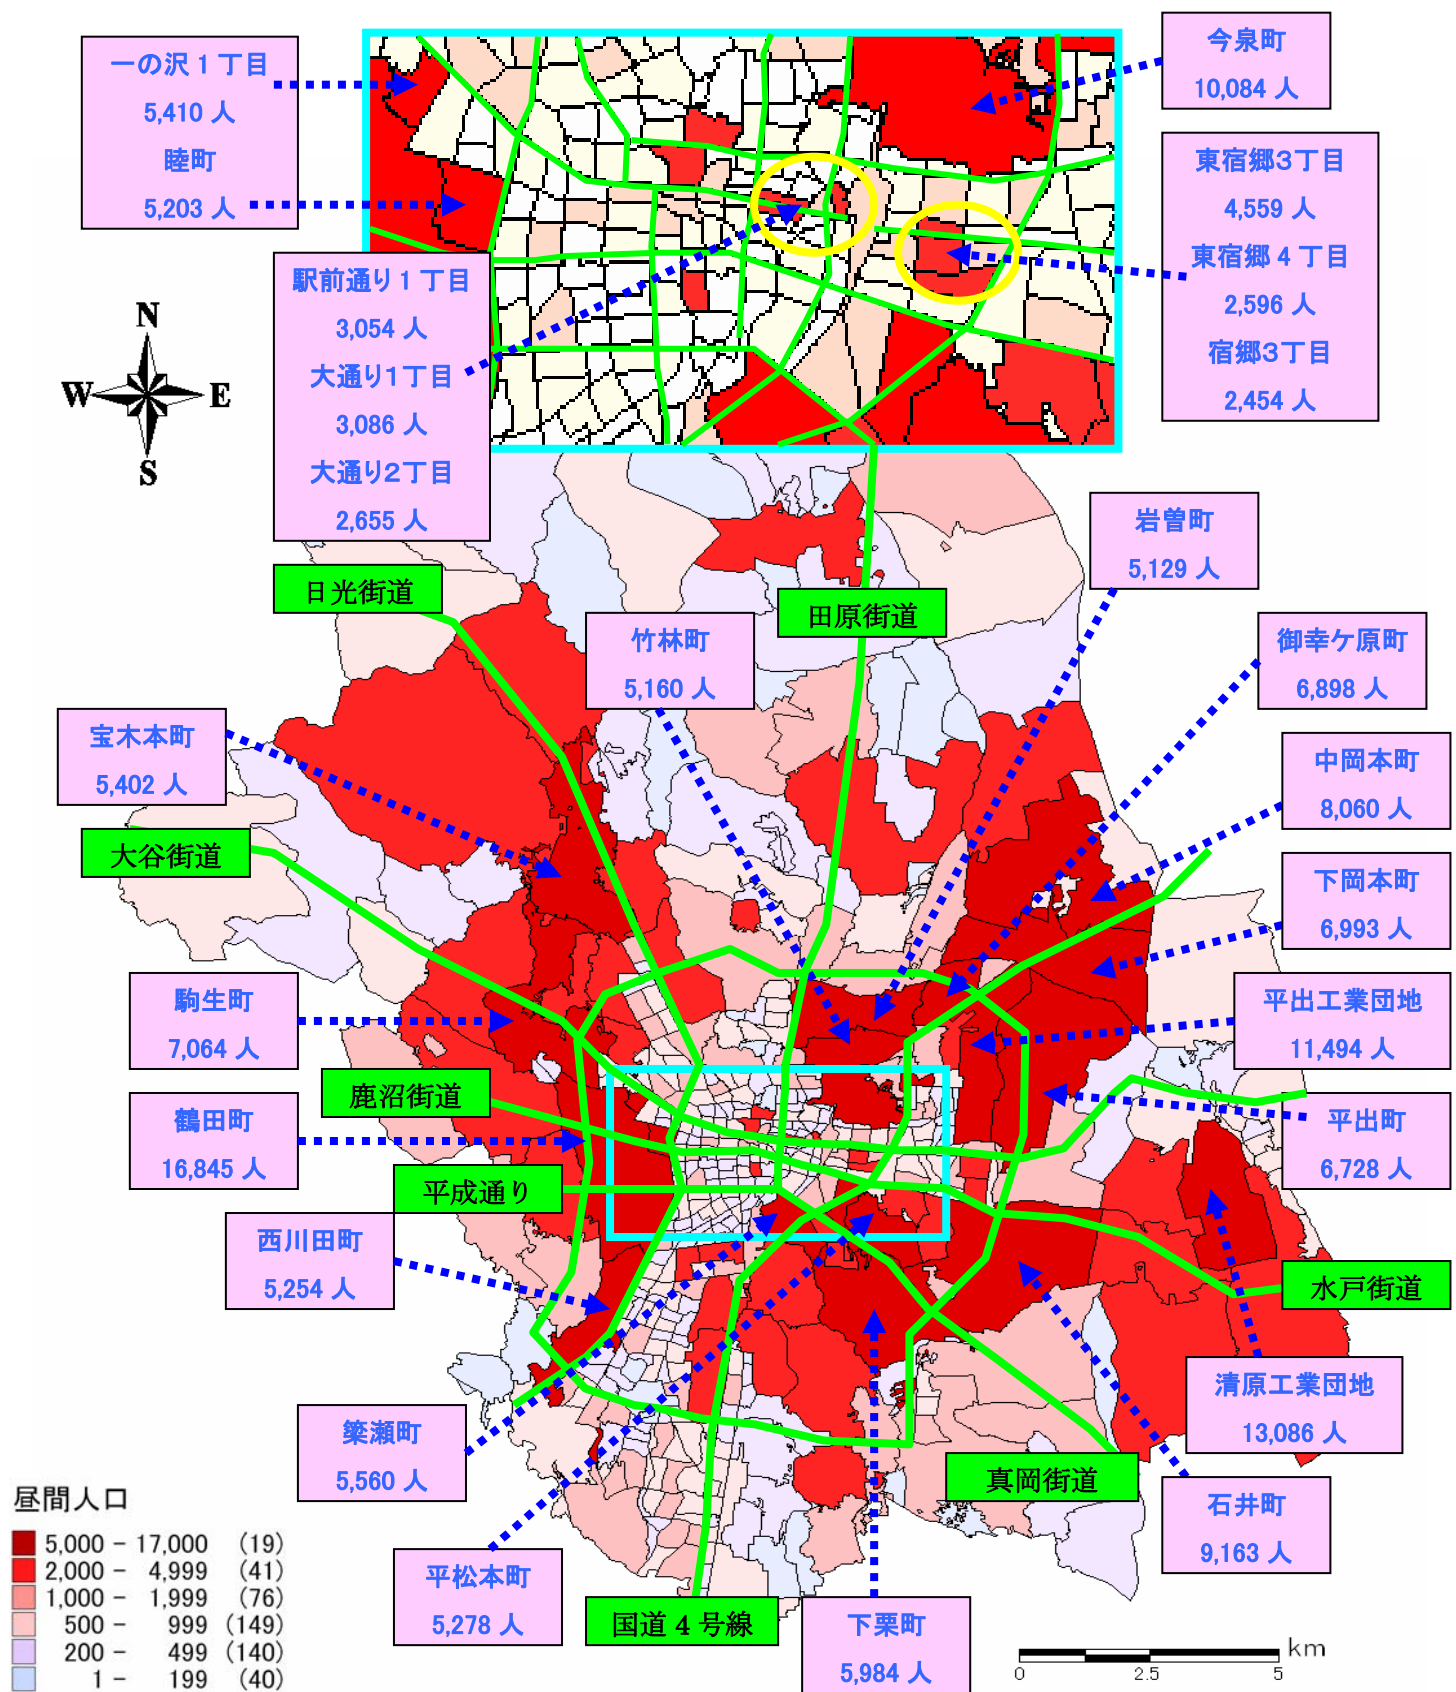 一の沢1丁目
5,410 人
睦町
5,203 人
今泉町
10,084 人
東宿郷3丁目
4,559 人
東宿郷4丁目
2,596 人
宿郷3丁目
2,454 人
駅前通り1丁目
3,054 人
大通り1丁目
3,086 人
大通り2丁目
2,655 人
N
W
E
S
岩曽町
5,129 人
日光街道
田原街道
竹林町
5,160 人
御幸ケ原町
6,898 人
宝木本町
5,402 人
中岡本町
8,060 人
大谷街道
下岡本町
6,993 人
駒生町
7,064 人
平出工業団地
11,494 人
鹿沼街道
鶴田町
16,845 人
平出町
6,728 人
平成通り
西川田町
5,254 人
水戸街道
清原工業団地
13,086 人
簗瀬町
5,560 人
真岡街道
石井町
9,163 人
平松本町
5,278 人
国道4号線
下栗町
5,984 人
昼間人口
5,000 - 17,000 (19)
2,000 - 4,999 (41)
1,000 - 1,999 (76)
500 - 999 (149)
200 - 499 (140)
1 - 199 (40)
km
0 2.5 5